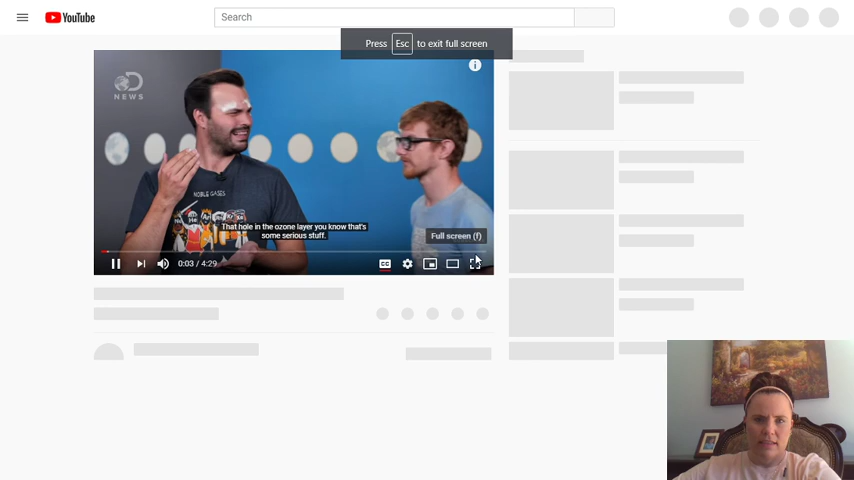 YouTube
Search
Press Esc to exit full screen
NEWS
NOBLE GASES
That hole in the ozone layer you know that's
some serious stuff.
Full screen (f)
0:03 / 4:29
CC